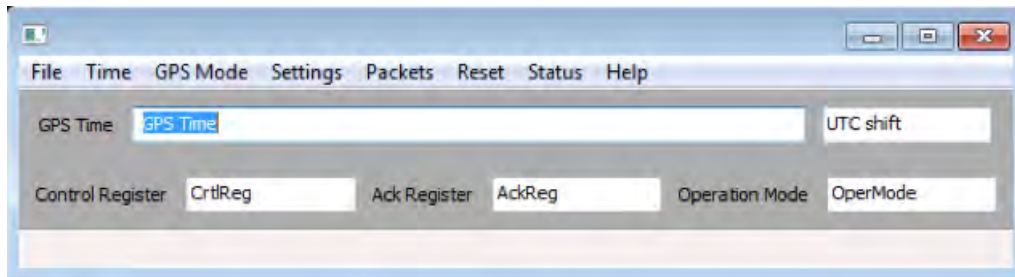 File Time GPS Mode Settings Packets Reset Status Help
GPS Time GPS Time UTC shift
Control Register CrtlReg Ack Register AckReg Operation Mode OperMode